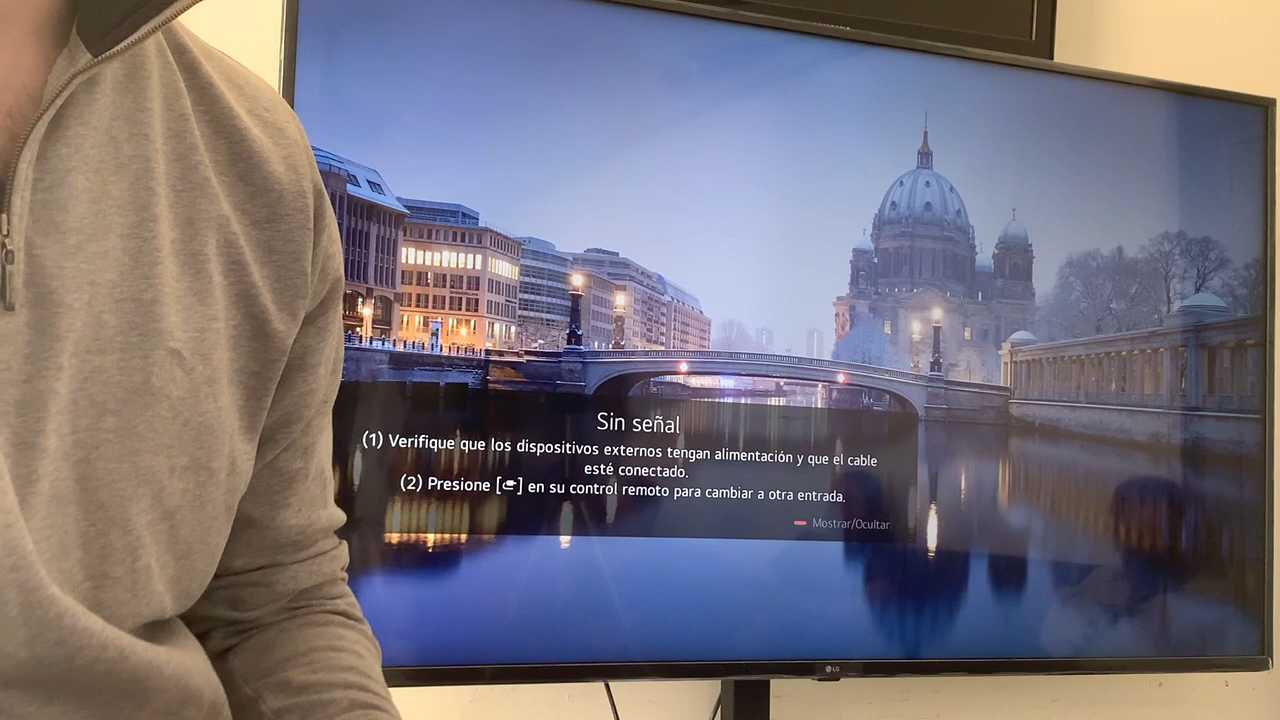 Sin señal
(1) Verifique que los dispositivos externos tengan alimentación y que el cable
esté conectado.
(2) Presione [ ] en su control remoto para cambiar a otra entrada.
Mostrar/Ocultar
LG